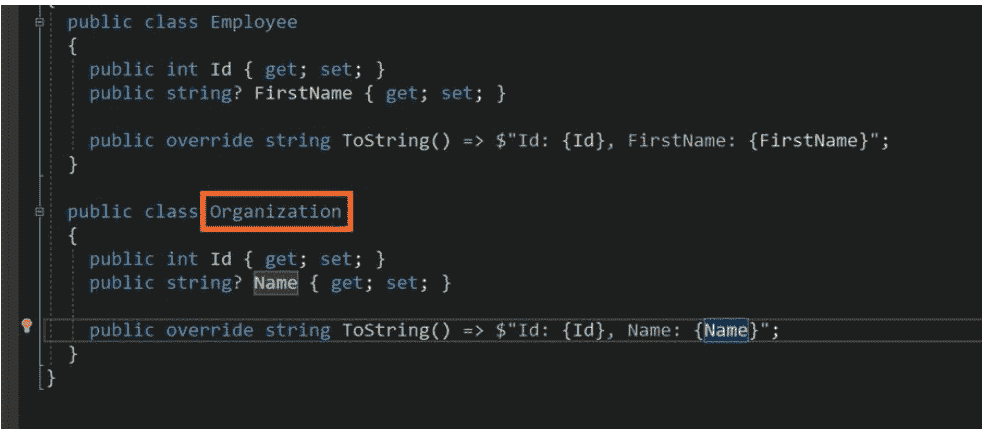 public class Employee
{
public int Id { get; set; }
public string? FirstName { get; set; }
public override string ToString() => $"Id: {Id}, FirstName: {FirstName}";
}
public class Organization
{
public int Id { get; set; }
public string? Name { get; set; }
public override string ToString() => $"Id: {Id}, Name: {Name}";
}
}